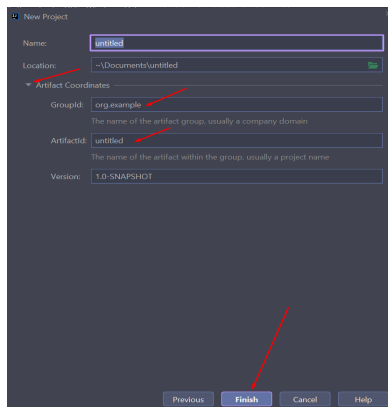 New Project
Name: untitled
Location: ~\Documents\untitled
Artifact Coordinates
GroupId: org.example
The name of the artifact group, usually a company domain
ArtifactId: untitled
The name of the artifact within the group, usually a project name
Version: 1.0-SNAPSHOT
Previous Finish Cancel Help